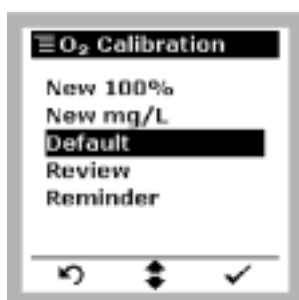 O₂ Calibration
New 100%
New mg/L
Default
Review
Reminder